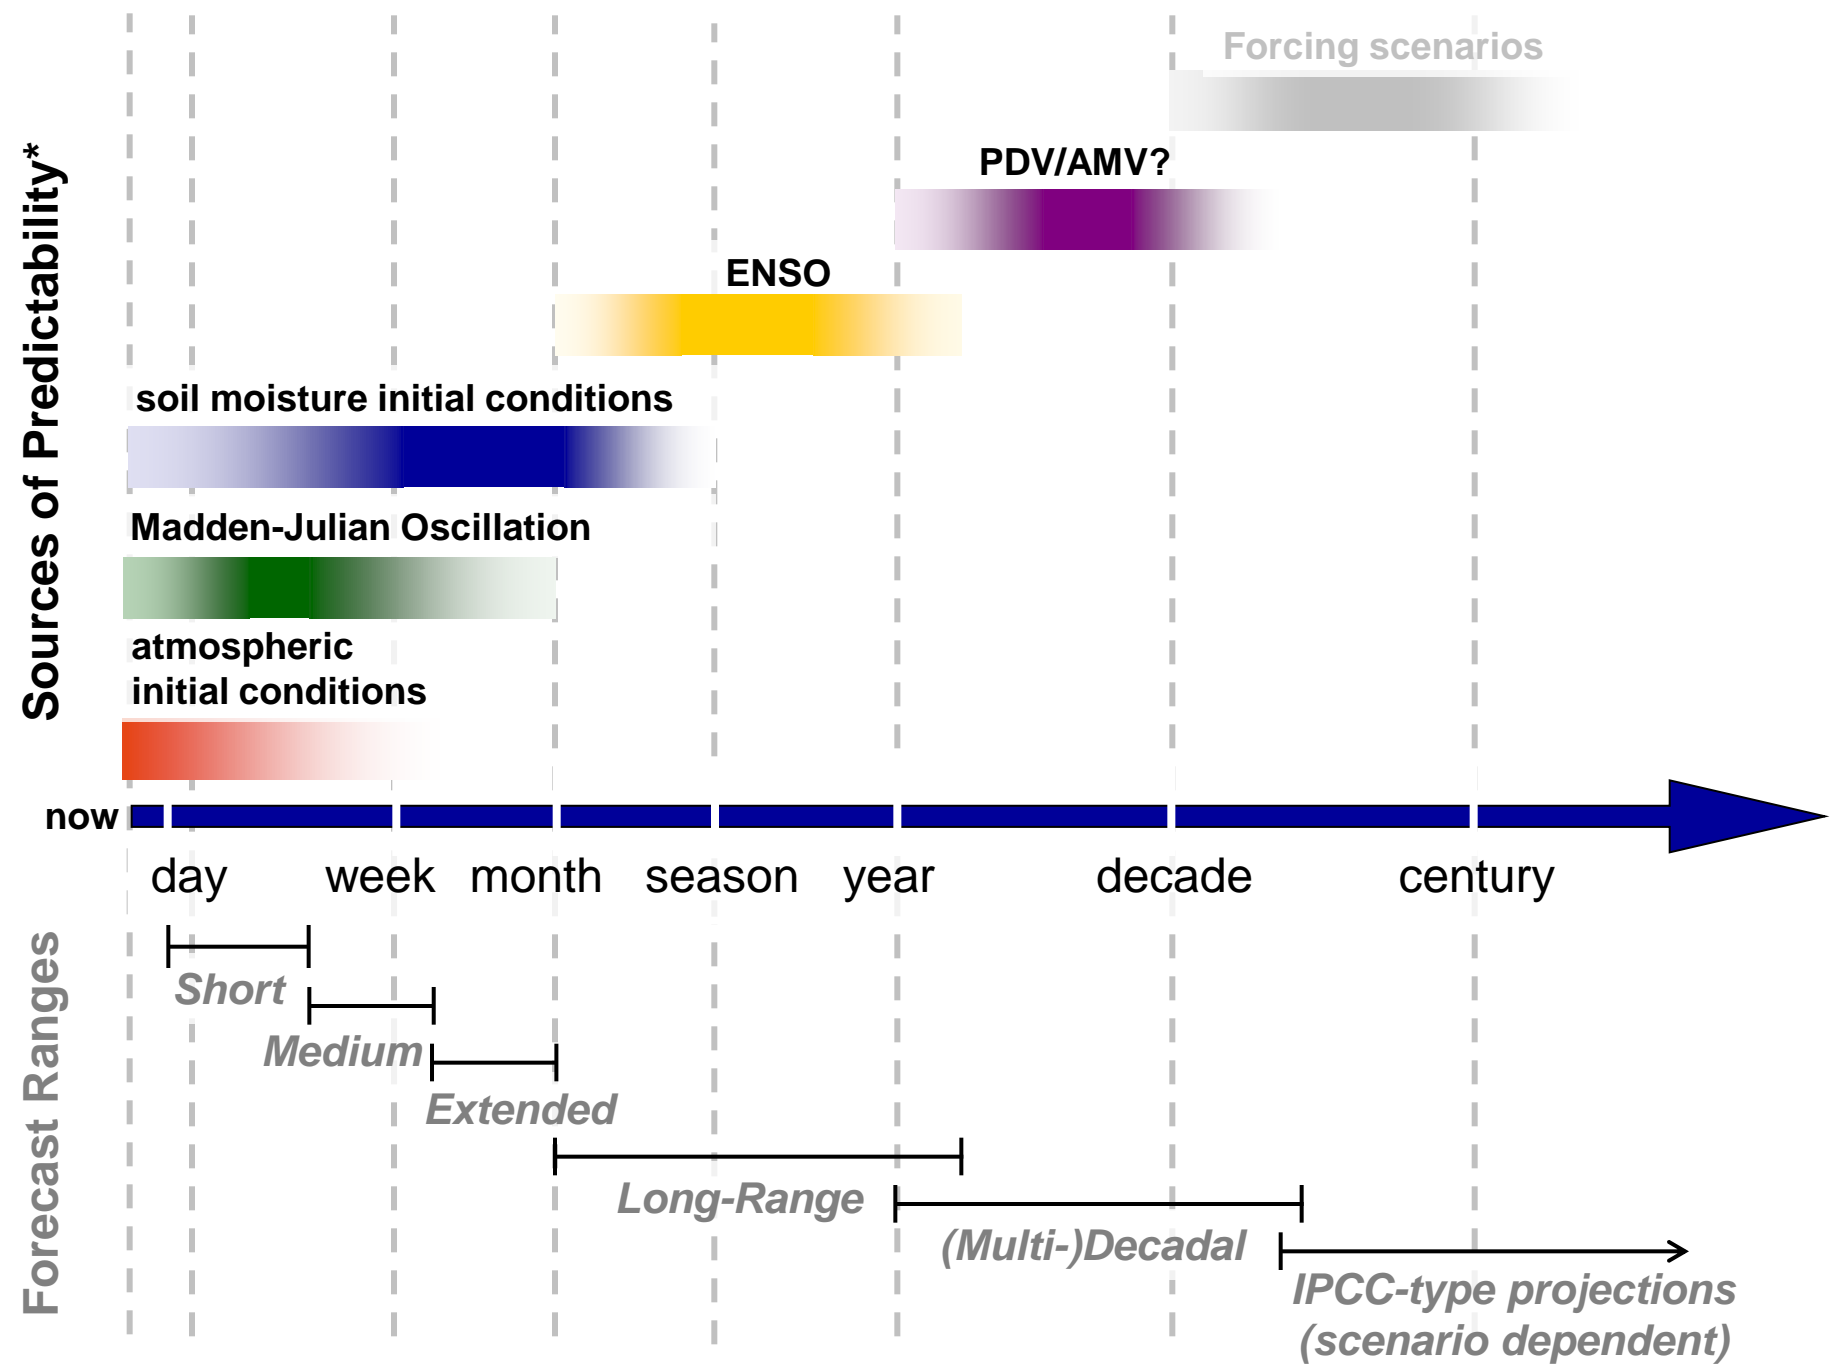 Forcing scenarios
PDV/AMV?
ENSO
soil moisture initial conditions
Madden-Julian Oscillation
atmospheric
initial conditions
Sources of Predictability*
now
day week month season year decade century
Forecast Ranges
Short
Medium
Extended
Long-Range
(Multi-)Decadal
IPCC-type projections
(scenario dependent)